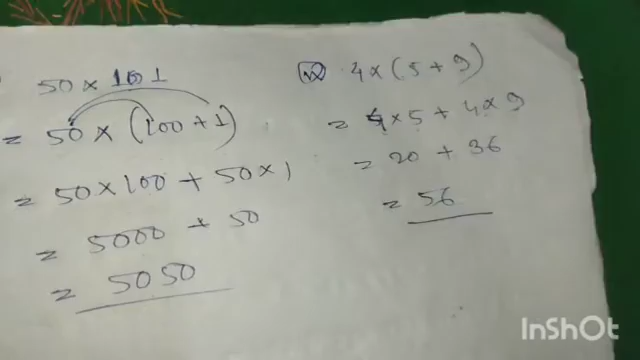 50 × 101
= 50 × (100 + 1)
= 50 × 100 + 50 × 1
= 5000 + 50
= 5050
4 × (5 + 9)
= 4 × 5 + 4 × 9
= 20 + 36
= 56
InShOt